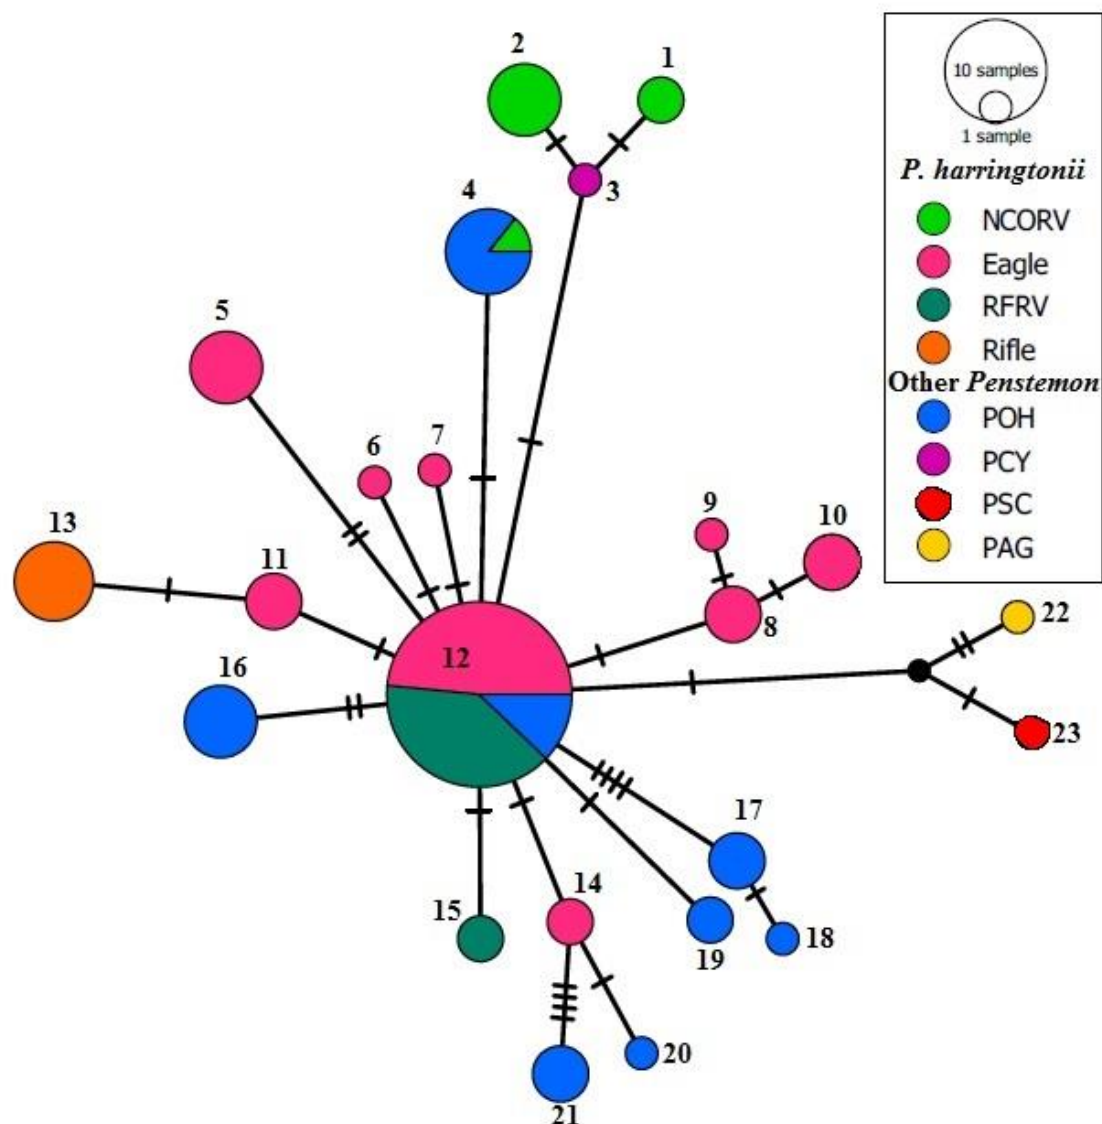 2
1
10 samples
1 sample
P. harringtonii
3
4
NCORV
Eagle
5
RFRV
Rifle
Other Penstemon
POH
6
7
PCY
PSC
9
10
13
11
PAG
8
22
12
16
23
17
14
15
18
19
20
21